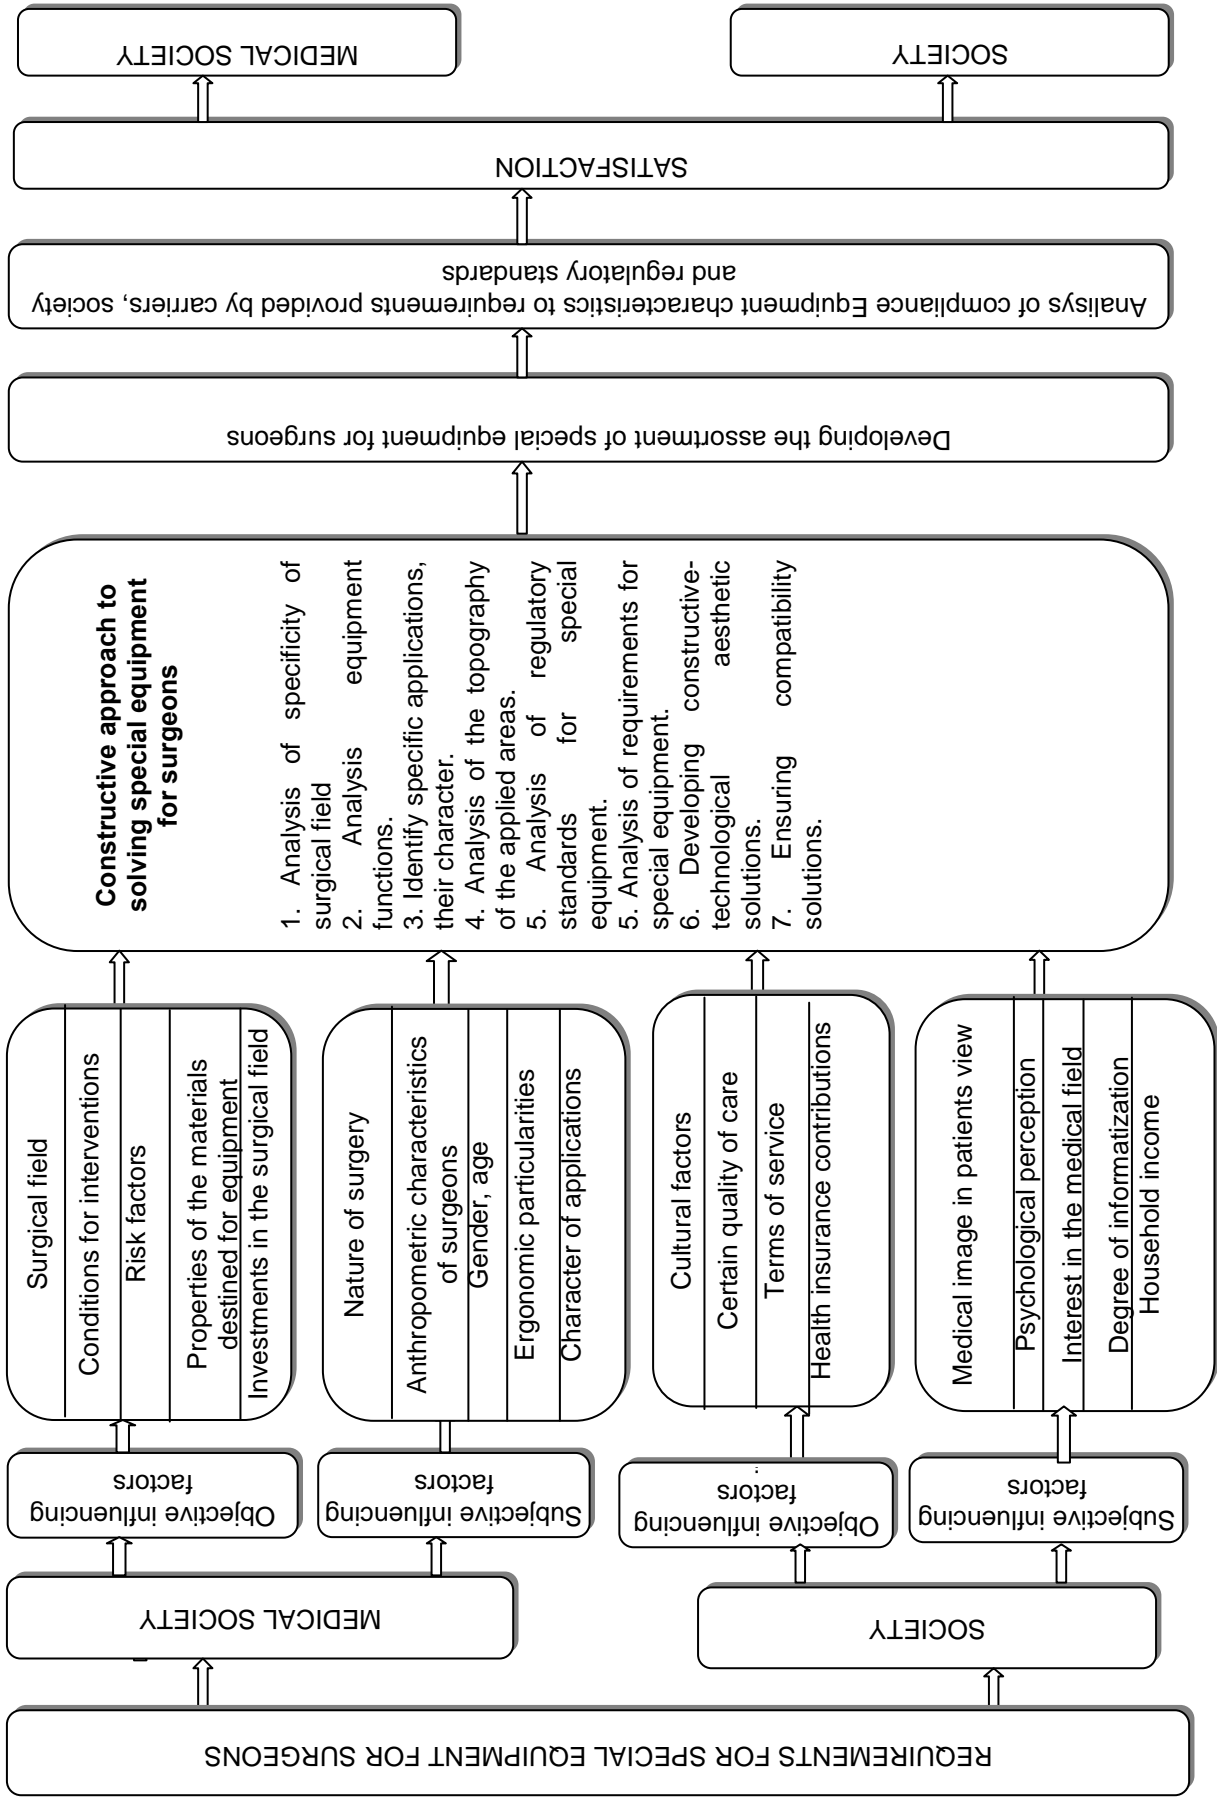 REQUIREMENTS FOR SPECIAL EQUIPMENT FOR SURGEONS
MEDICAL SOCIETY
SOCIETY
Objective influencing
factors
Subjective influencing
factors
Objective influencing
factors
Subjective influencing
factors
Surgical field
Conditions for interventions
Risk factors
Properties of the materials
destined for equipment
Investments in the surgical field
Nature of surgery
Anthropometric characteristics
of surgeons
Gender, age
Ergonomic particularities
Character of applications
Cultural factors
Certain quality of care
Terms of service
Health insurance contributions
Medical image in patients view
Psychological perception
Interest in the medical field
Degree of informatization
Household income
Constructive approach to
solving special equipment
for surgeons
1. Analysis of specificity of
surgical field
2. Analysis equipment
functions.
3. Identify specific applications,
their character.
4. Analysis of the topography
of the applied areas.
5. Analysis of regulatory
standards for special
equipment.
5. Analysis of requirements for
special equipment.
6. Developing constructive-
technological aesthetic
solutions.
7. Ensuring compatibility
solutions.
Developing the assortment of special equipment for surgeons
Analisys of compliance Equipment characteristics to requirements provided by carriers, society
and regulatory standards
SATISFACTION
MEDICAL SOCIETY
SOCIETY